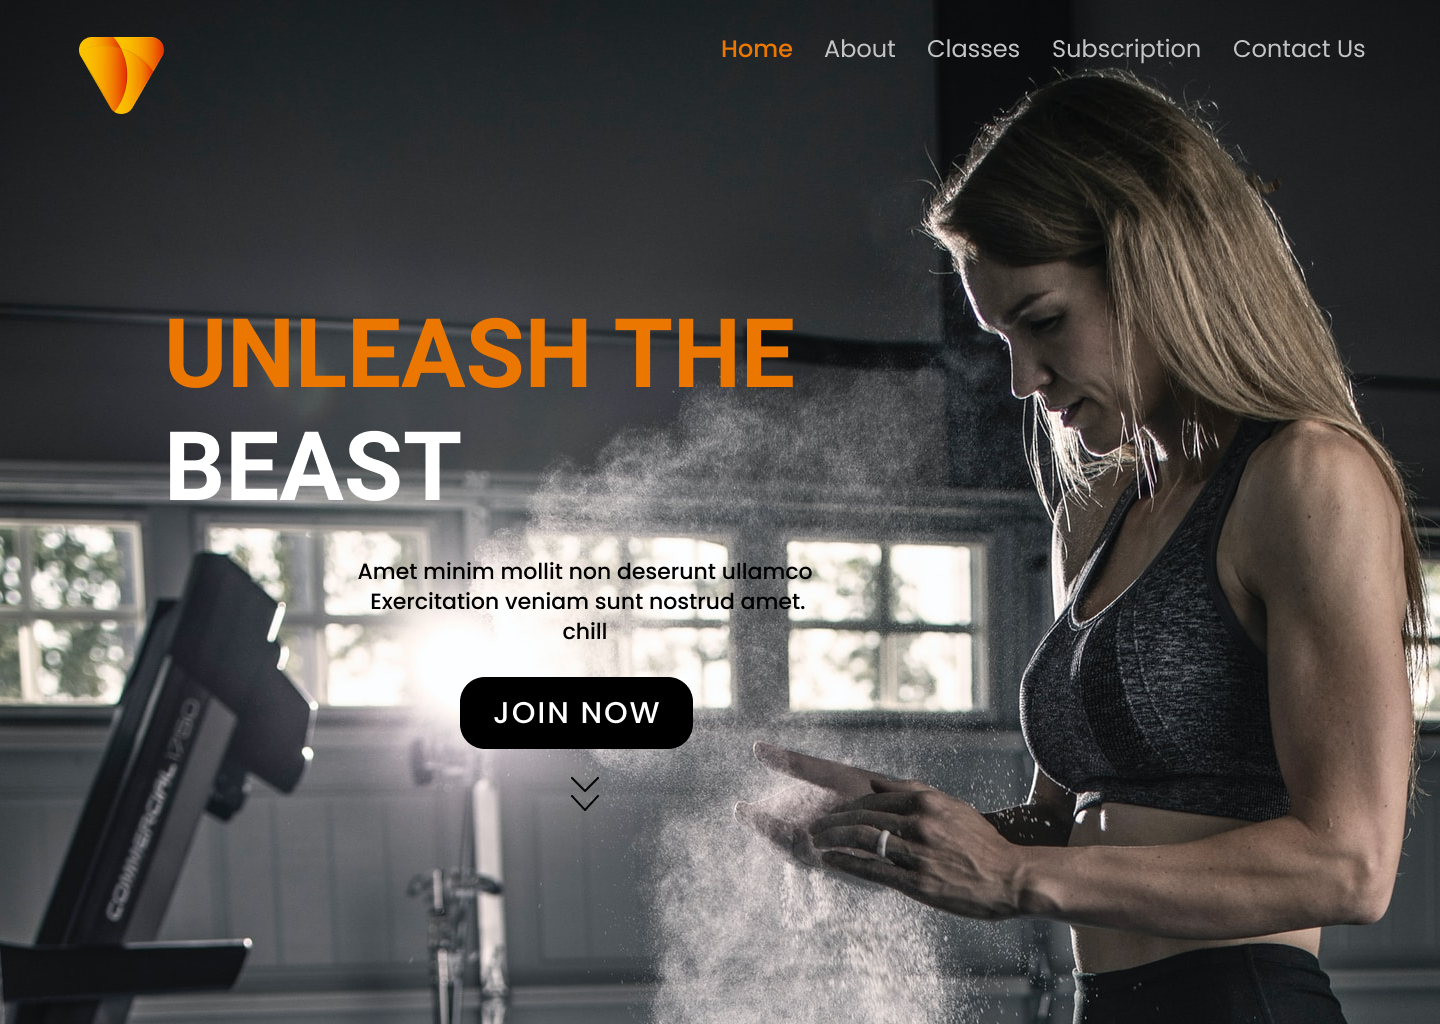 Home About Classes Subscription Contact Us
UNLEASH THE
BEAST
Amet minim mollit non deserunt ullamco
Exercitation veniam sunt nostrud amet.
chill
JOIN NOW
COMMERCIAL 1750